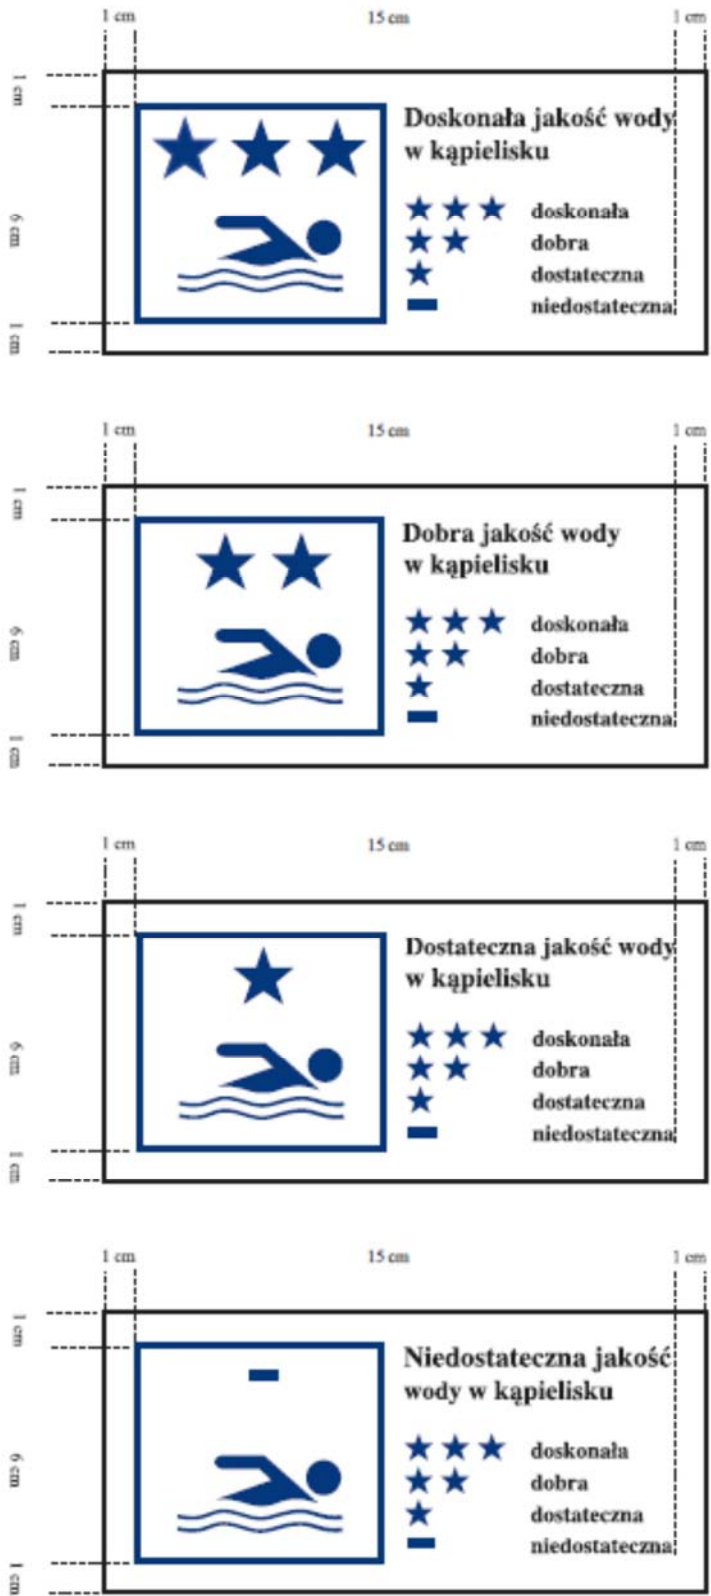 1 cm 15 cm 1 cm
1 cm
6 cm
1 cm
Doskonała jakość wody
w kąpielisku
doskonała
dobra
dostateczna
niedostateczna
1 cm 15 cm 1 cm
1 cm
6 cm
1 cm
Dobra jakość wody
w kąpielisku
doskonała
dobra
dostateczna
niedostateczna
1 cm 15 cm 1 cm
1 cm
6 cm
1 cm
Dostateczna jakość wody
w kąpielisku
doskonała
dobra
dostateczna
niedostateczna
1 cm 15 cm 1 cm
1 cm
6 cm
1 cm
Niedostateczna jakość
wody w kąpielisku
doskonała
dobra
dostateczna
niedostateczna